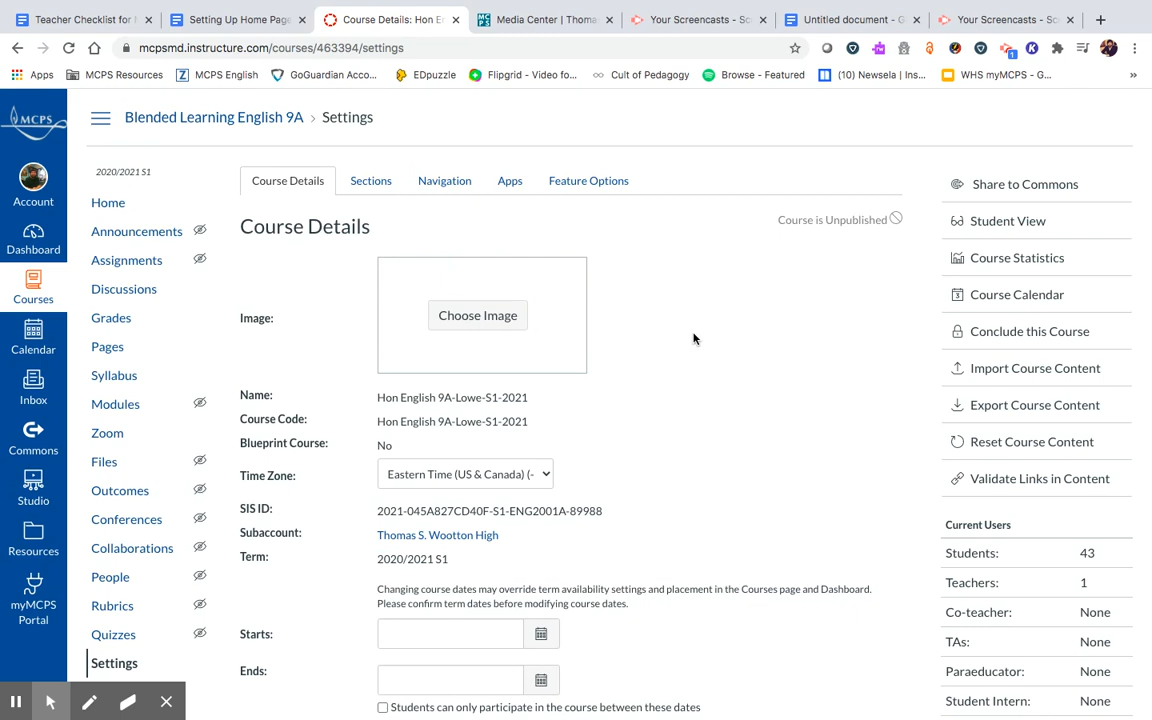 Teacher Checklist for M
Setting Up Home Page
Course Details: Hon E
Media Center | Thoma
Your Screencasts - Sc
Untitled document - G
Your Screencasts - Sc
mcpsmd.instructure.com/courses/463394/settings
Apps
MCPS Resources
MCPS English
GoGuardian Acco...
EDpuzzle
Flipgrid - Video fo...
Cult of Pedagogy
Browse - Featured
(10) Newsela | Ins...
WHS myMCPS - G...
»
MCPS
Account
Dashboard
Courses
Calendar
Inbox
Commons
Studio
Resources
myMCPS
Portal
Blended Learning English 9A › Settings
2020/2021 S1
Home
Announcements
Assignments
Discussions
Grades
Pages
Syllabus
Modules
Zoom
Files
Outcomes
Conferences
Collaborations
People
Rubrics
Quizzes
Settings
Course Details
Sections
Navigation
Apps
Feature Options
Course Details
Course is Unpublished
Image:
Choose Image
Name:
Hon English 9A-Lowe-S1-2021
Course Code:
Hon English 9A-Lowe-S1-2021
Blueprint Course:
No
Time Zone:
Eastern Time (US & Canada) (-
SIS ID:
2021-045A827CD40F-S1-ENG2001A-89988
Subaccount:
Thomas S. Wootton High
Term:
2020/2021 S1
Changing course dates may override term availability settings and placement in the Courses page and Dashboard.
Please confirm term dates before modifying course dates.
Starts:
Ends:
Students can only participate in the course between these dates
Share to Commons
Student View
Course Statistics
Course Calendar
Conclude this Course
Import Course Content
Export Course Content
Reset Course Content
Validate Links in Content
Current Users
Students: 43
Teachers: 1
Co-teacher: None
TAs: None
Paraeducator: None
Student Intern: None